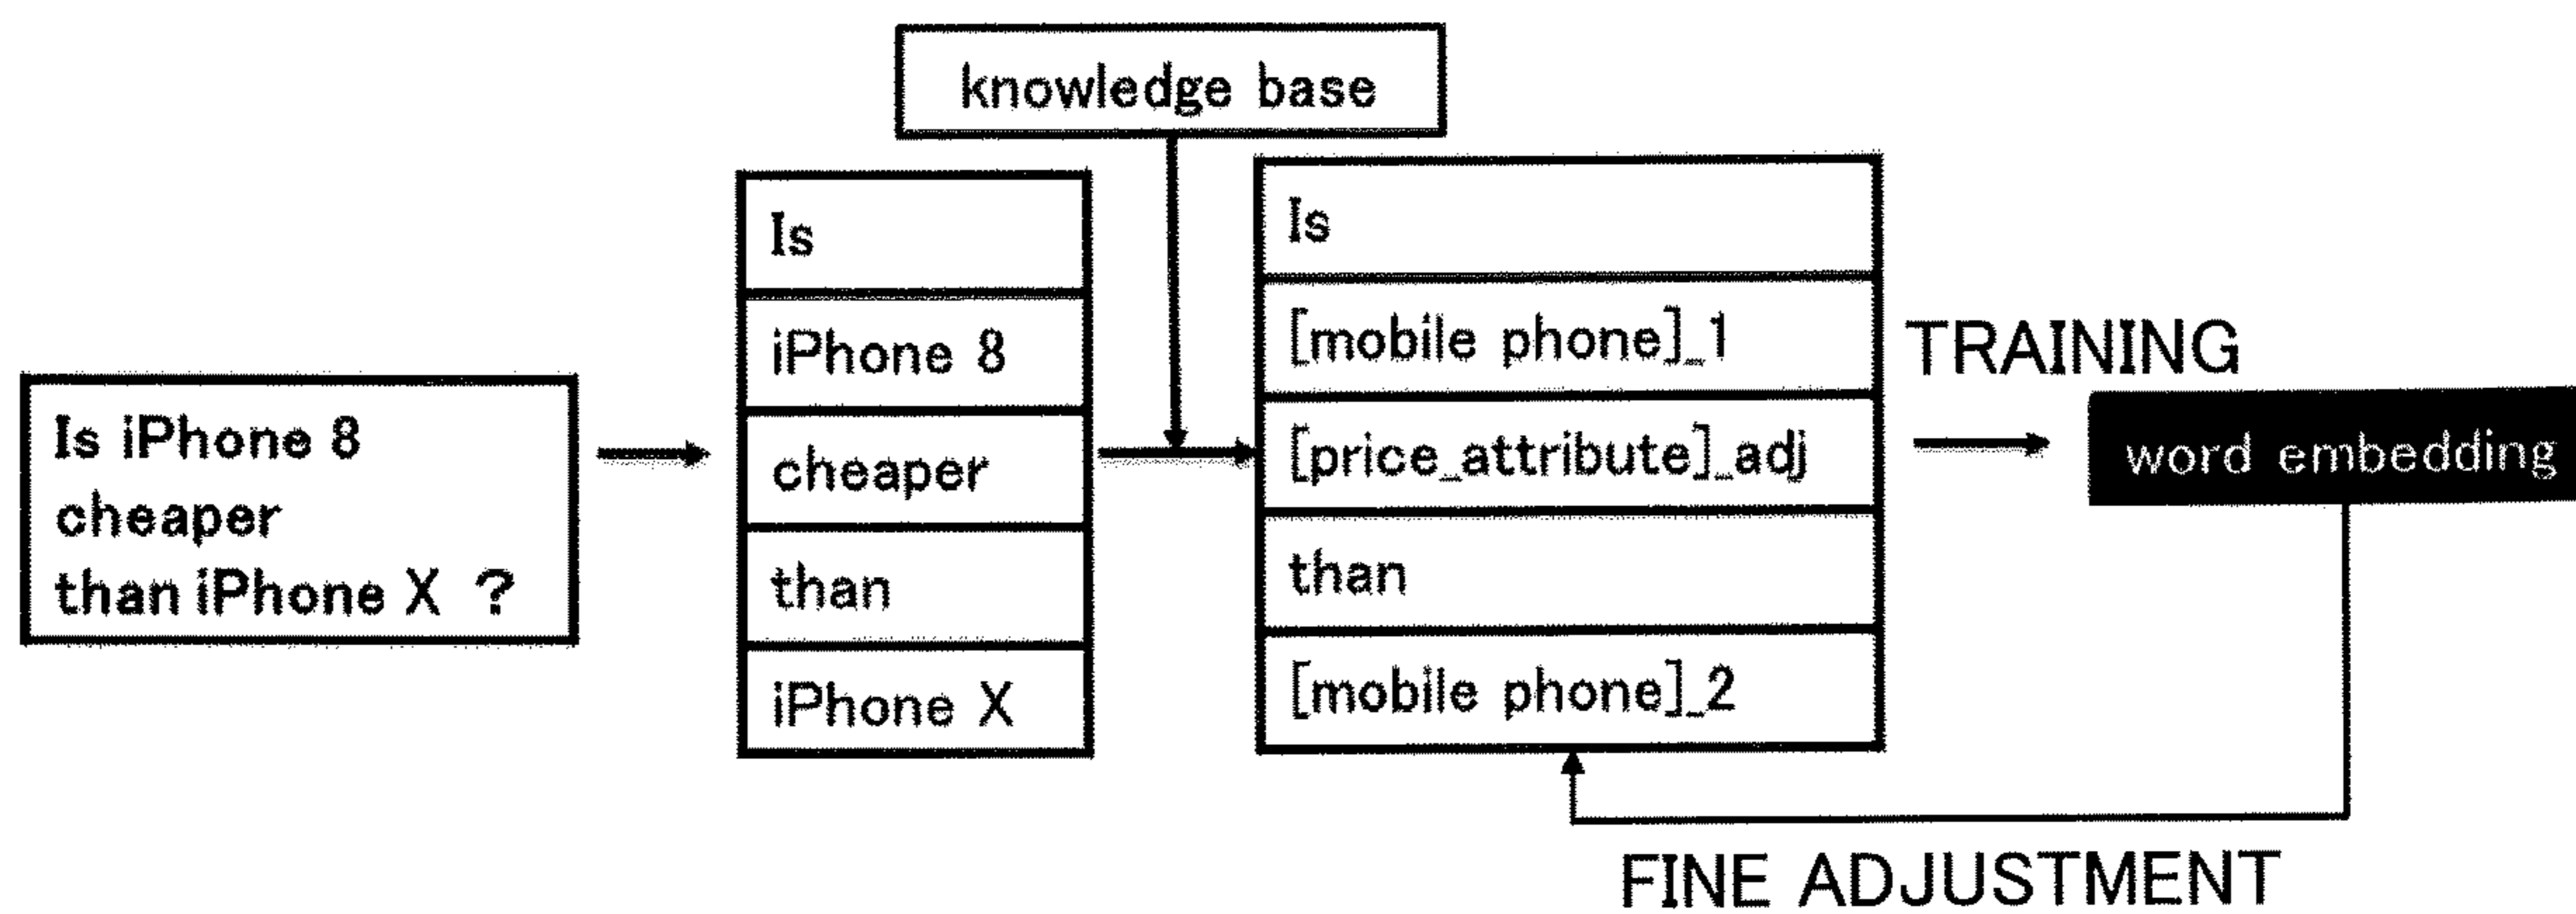 knowledge base
Is iPhone 8
cheaper
than iPhone X ?
Is
iPhone 8
cheaper
than
iPhone X
Is
[mobile phone]_1
[price_attribute]_adj
than
[mobile phone]_2
TRAINING
word embedding
FINE ADJUSTMENT